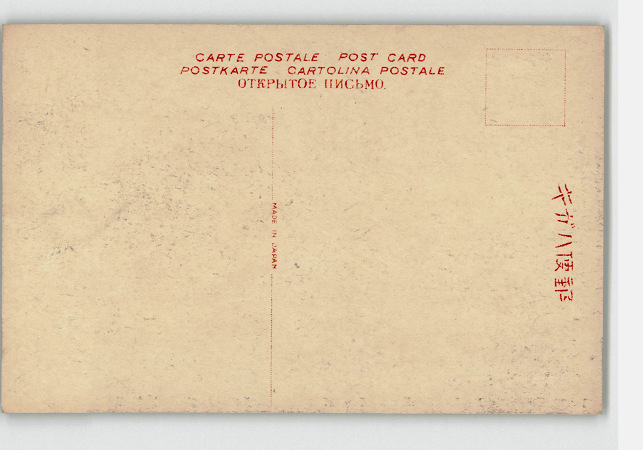 CARTE POSTALE POST CARD
POSTKARTE CARTOLINA POSTALE
ОТКРЫТОЕ ПИСЬМО.
MADE IN JAPAN
キガハ便郵